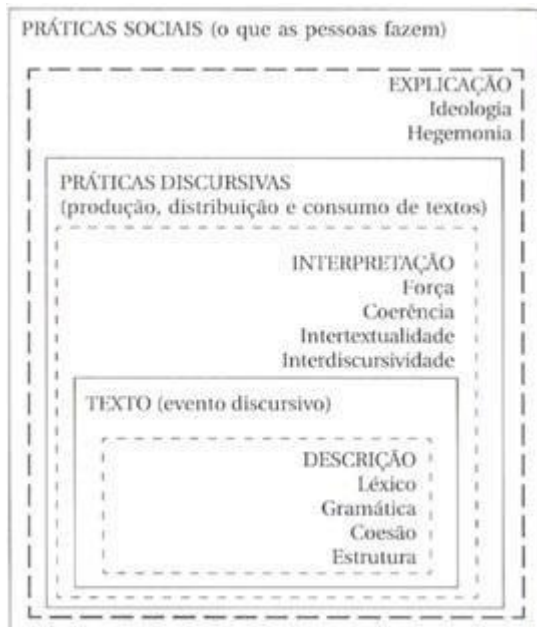 PRÁTICAS SOCIAIS (o que as pessoas fazem)
EXPLICAÇÃO
Ideologia
Hegemonia
PRÁTICAS DISCURSIVAS
(produção, distribuição e consumo de textos)
INTERPRETAÇÃO
Força
Coerência
Intertextualidade
Interdiscursividade
TEXTO (evento discursivo)
DESCRIÇÃO
Léxico
Gramática
Coesão
Estrutura